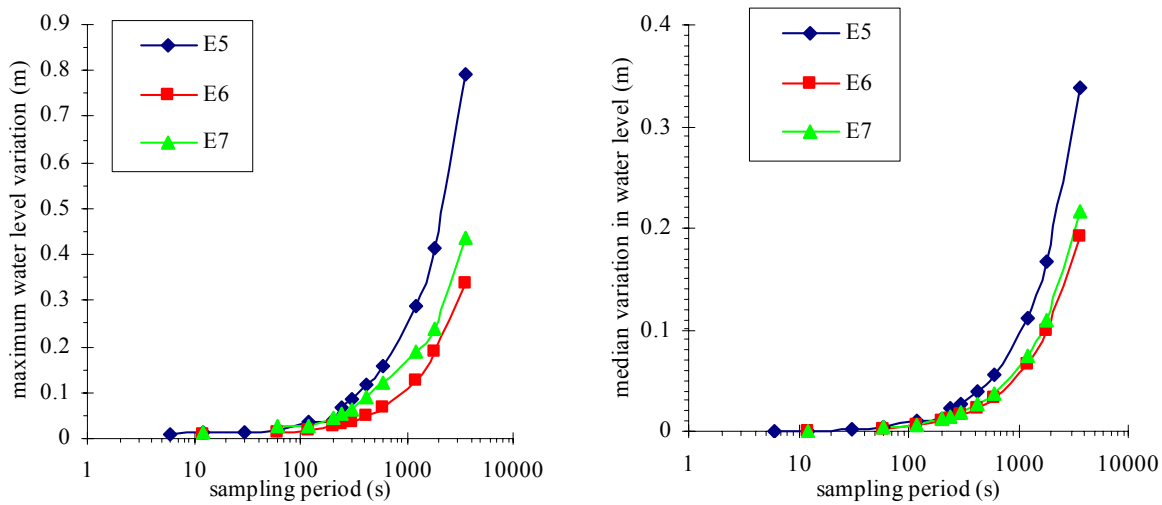 maximum water level variation (m)
0.9
0.8
0.7
0.6
0.5
0.4
0.3
0.2
0.1
0
E5
E6
E7
1 10 100 1000 10000
sampling period (s)
median variation in water level (m)
0.4
0.3
0.2
0.1
0
E5
E6
E7
1 10 100 1000 10000
sampling period (s)